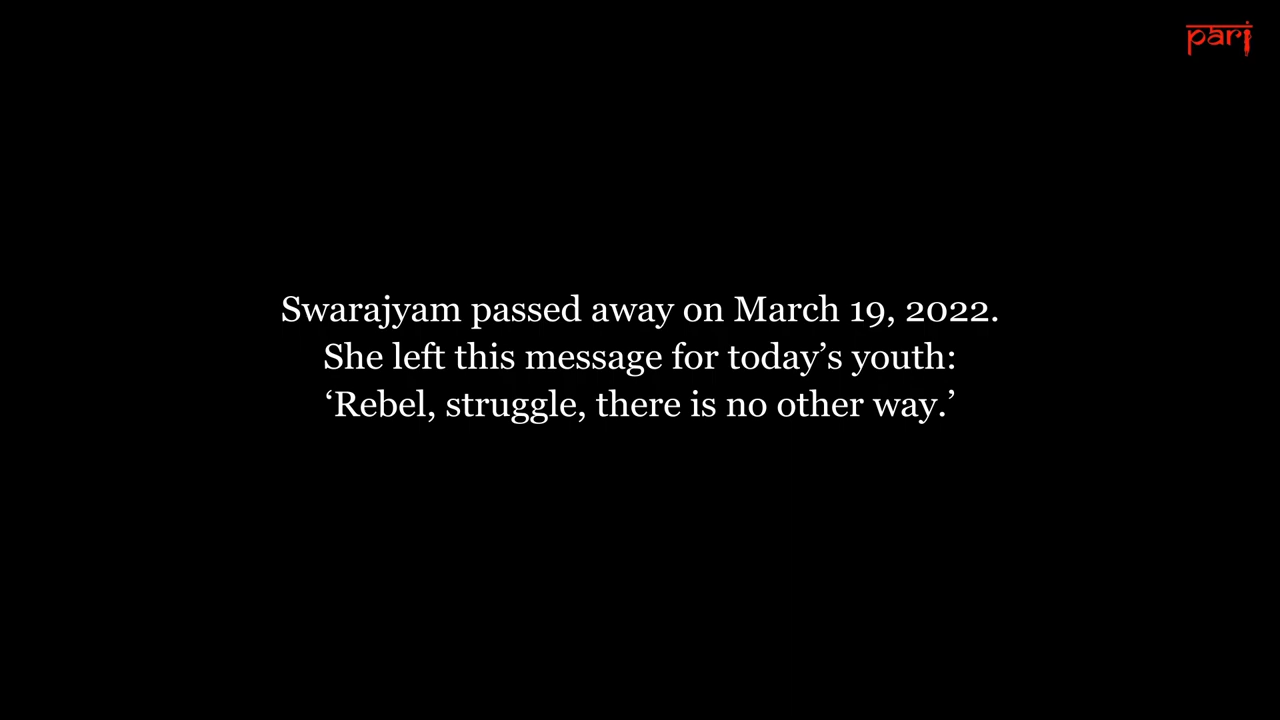 pari
Swarajyam passed away on March 19, 2022.
She left this message for today’s youth:
‘Rebel, struggle, there is no other way.’